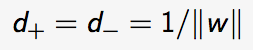 d₊ = d₋ = 1/‖w‖